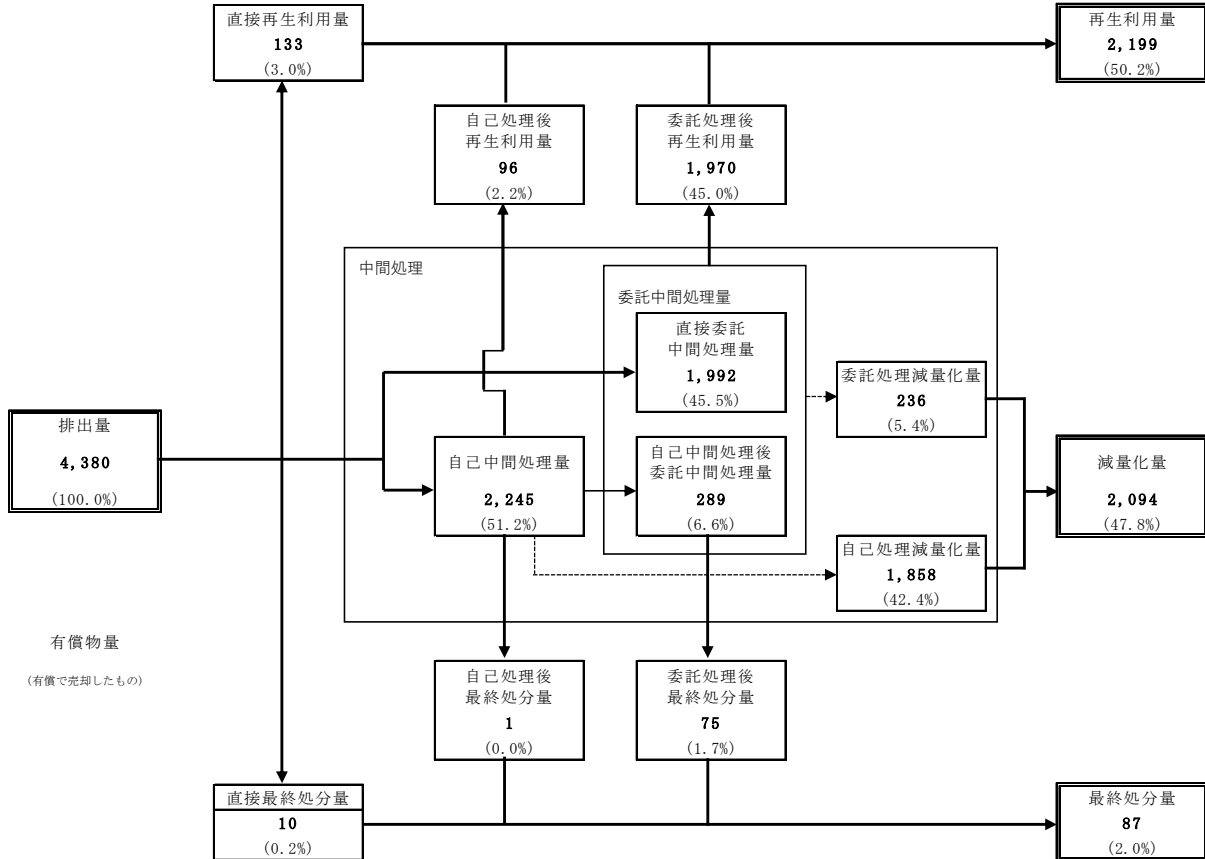 直接再生利用量
133
(3.0%)
再生利用量
2,199
(50.2%)
自己処理後
再生利用量
96
(2.2%)
委託処理後
再生利用量
1,970
(45.0%)
中間処理
委託中間処理量
直接委託
中間処理量
1,992
(45.5%)
委託処理減量化量
236
(5.4%)
排出量
4,380
(100.0%)
自己中間処理量
2,245
(51.2%)
自己中間処理後
委託中間処理量
289
(6.6%)
減量化量
2,094
(47.8%)
自己処理減量化量
1,858
(42.4%)
有償物量
(有償で売却したもの)
自己処理後
最終処分量
1
(0.0%)
委託処理後
最終処分量
75
(1.7%)
直接最終処分量
10
(0.2%)
最終処分量
87
(2.0%)